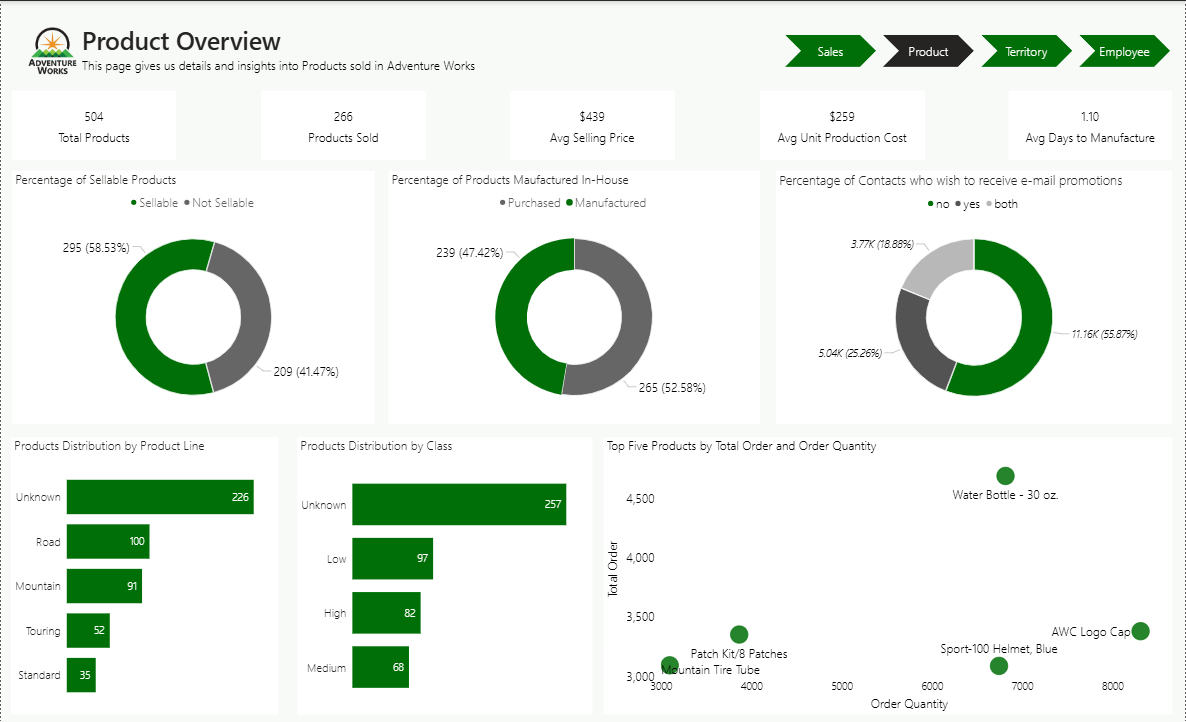 ADVENTURE
WORKS
Product Overview
This page gives us details and insights into Products sold in Adventure Works
Sales
Product
Territory
Employee
504
Total Products
266
Products Sold
$439
Avg Selling Price
$259
Avg Unit Production Cost
1.10
Avg Days to Manufacture
Percentage of Sellable Products
Sellable Not Sellable
295 (58.53%)
209 (41.47%)
Percentage of Products Maufactured In-House
Purchased Manufactured
239 (47.42%)
265 (52.58%)
Percentage of Contacts who wish to receive e-mail promotions
no yes both
3.77K (18.88%)
11.16K (55.87%)
5.04K (25.26%)
Products Distribution by Product Line
Unknown 226
Road 100
Mountain 91
Touring 52
Standard 35
Products Distribution by Class
Unknown 257
Low 97
High 82
Medium 68
Top Five Products by Total Order and Order Quantity
Total Order
4,500
4,000
3,500
3,000
Water Bottle - 30 oz.
AWC Logo Cap
Sport-100 Helmet, Blue
Patch Kit/8 Patches
Mountain Tire Tube
3000 4000 5000 6000 7000 8000
Order Quantity